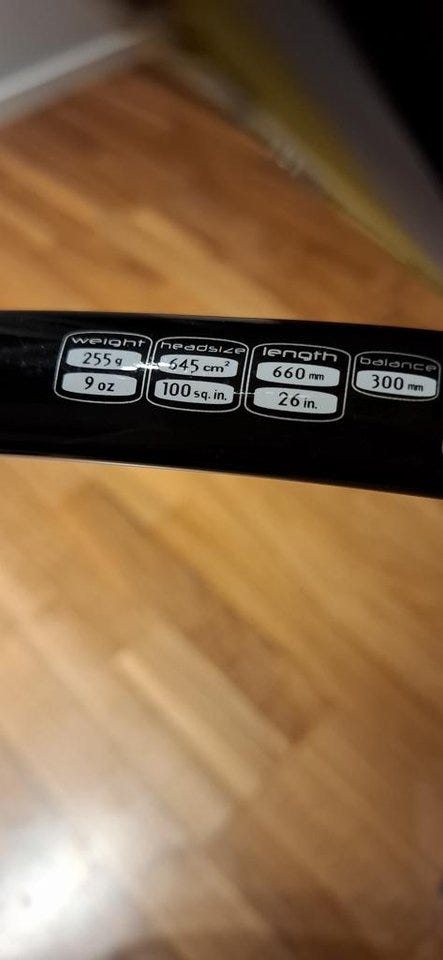 weight
255 g
9 oz
headsize
645 cm²
100 sq. in.
length
660 mm
26 in.
balance
300 mm